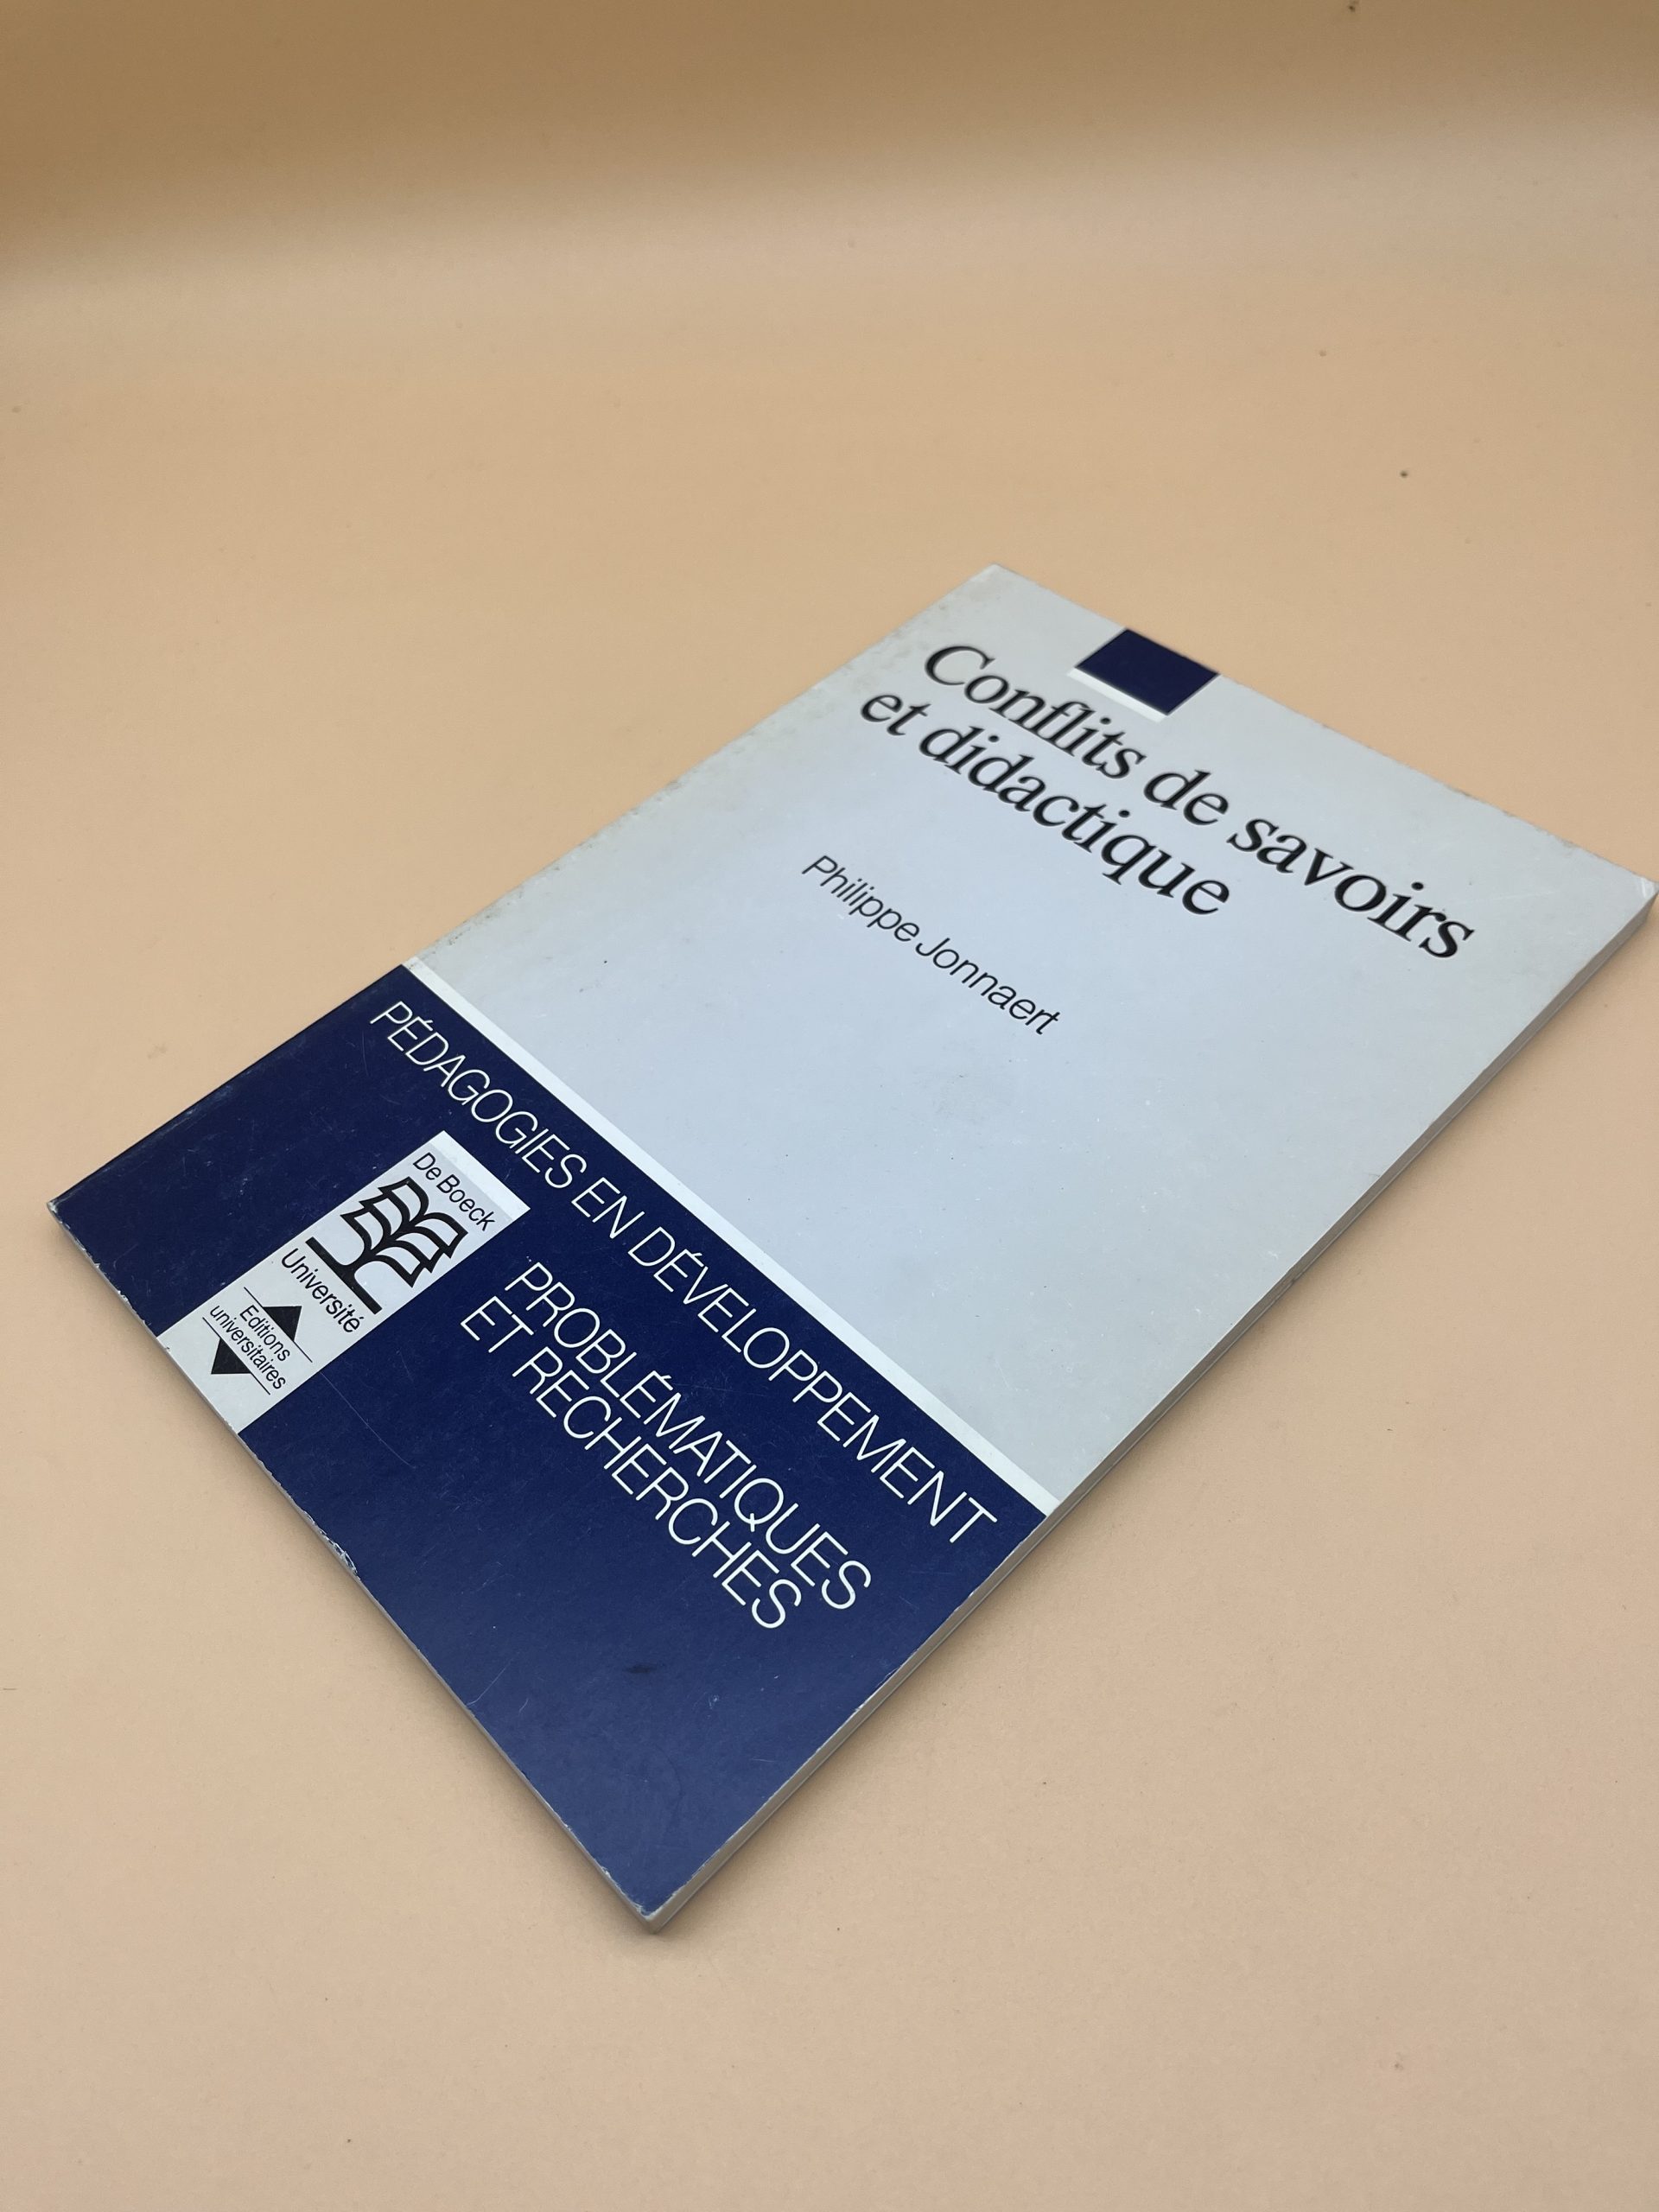 Conflits de savoirs
et didactique
Philippe Jonnaert
PÉDAGOGIES EN DÉVELOPPEMENT
PROBLÉMATIQUES
ET RECHERCHES
De Boeck
Université
Editions
universitaires